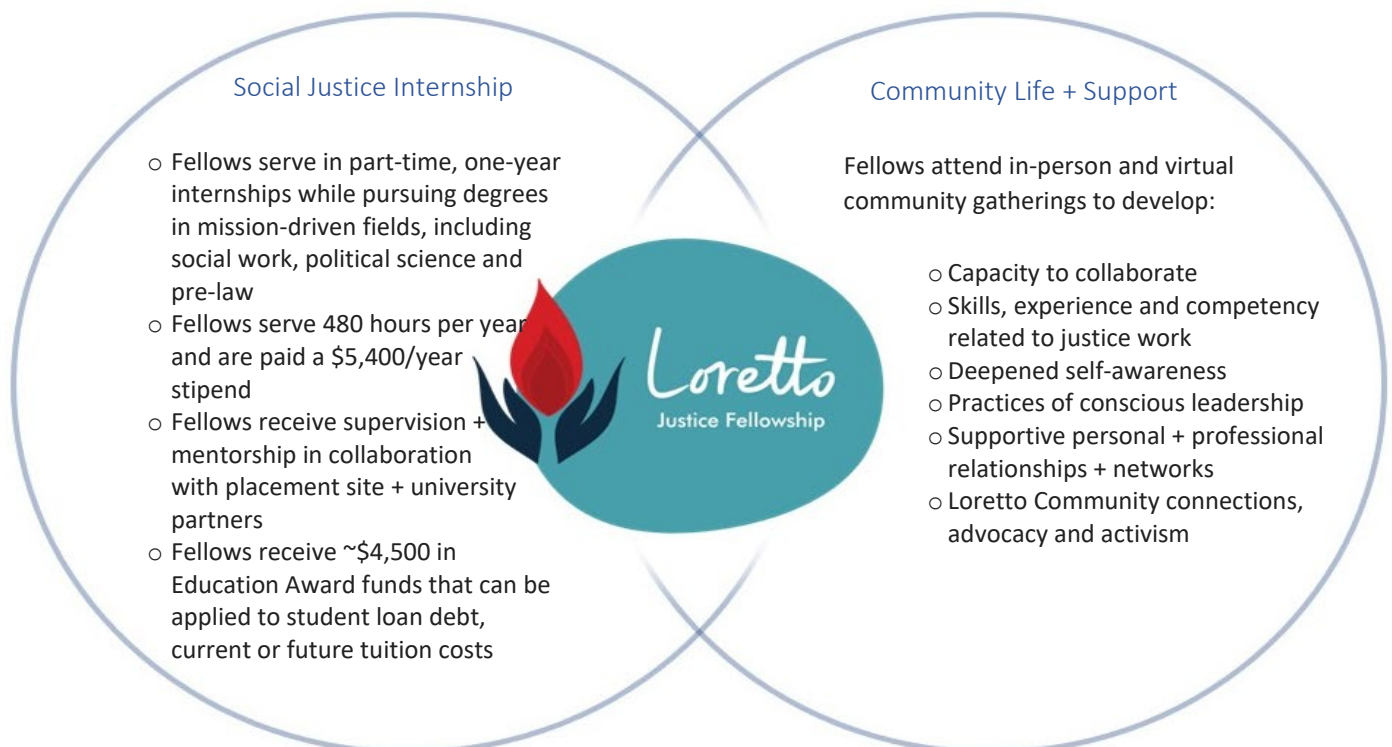 Social Justice Internship
○ Fellows serve in part-time, one-year
internships while pursuing degrees
in mission-driven fields, including
social work, political science and
pre-law
○ Fellows serve 480 hours per year
and are paid a $5,400/year
stipend
○ Fellows receive supervision +
mentorship in collaboration
with placement site + university
partners
○ Fellows receive ~$4,500 in
Education Award funds that can be
applied to student loan debt,
current or future tuition costs
Loretto
Justice Fellowship
Community Life + Support
Fellows attend in-person and virtual
community gatherings to develop:
○ Capacity to collaborate
○ Skills, experience and competency
related to justice work
○ Deepened self-awareness
○ Practices of conscious leadership
○ Supportive personal + professional
relationships + networks
○ Loretto Community connections,
advocacy and activism